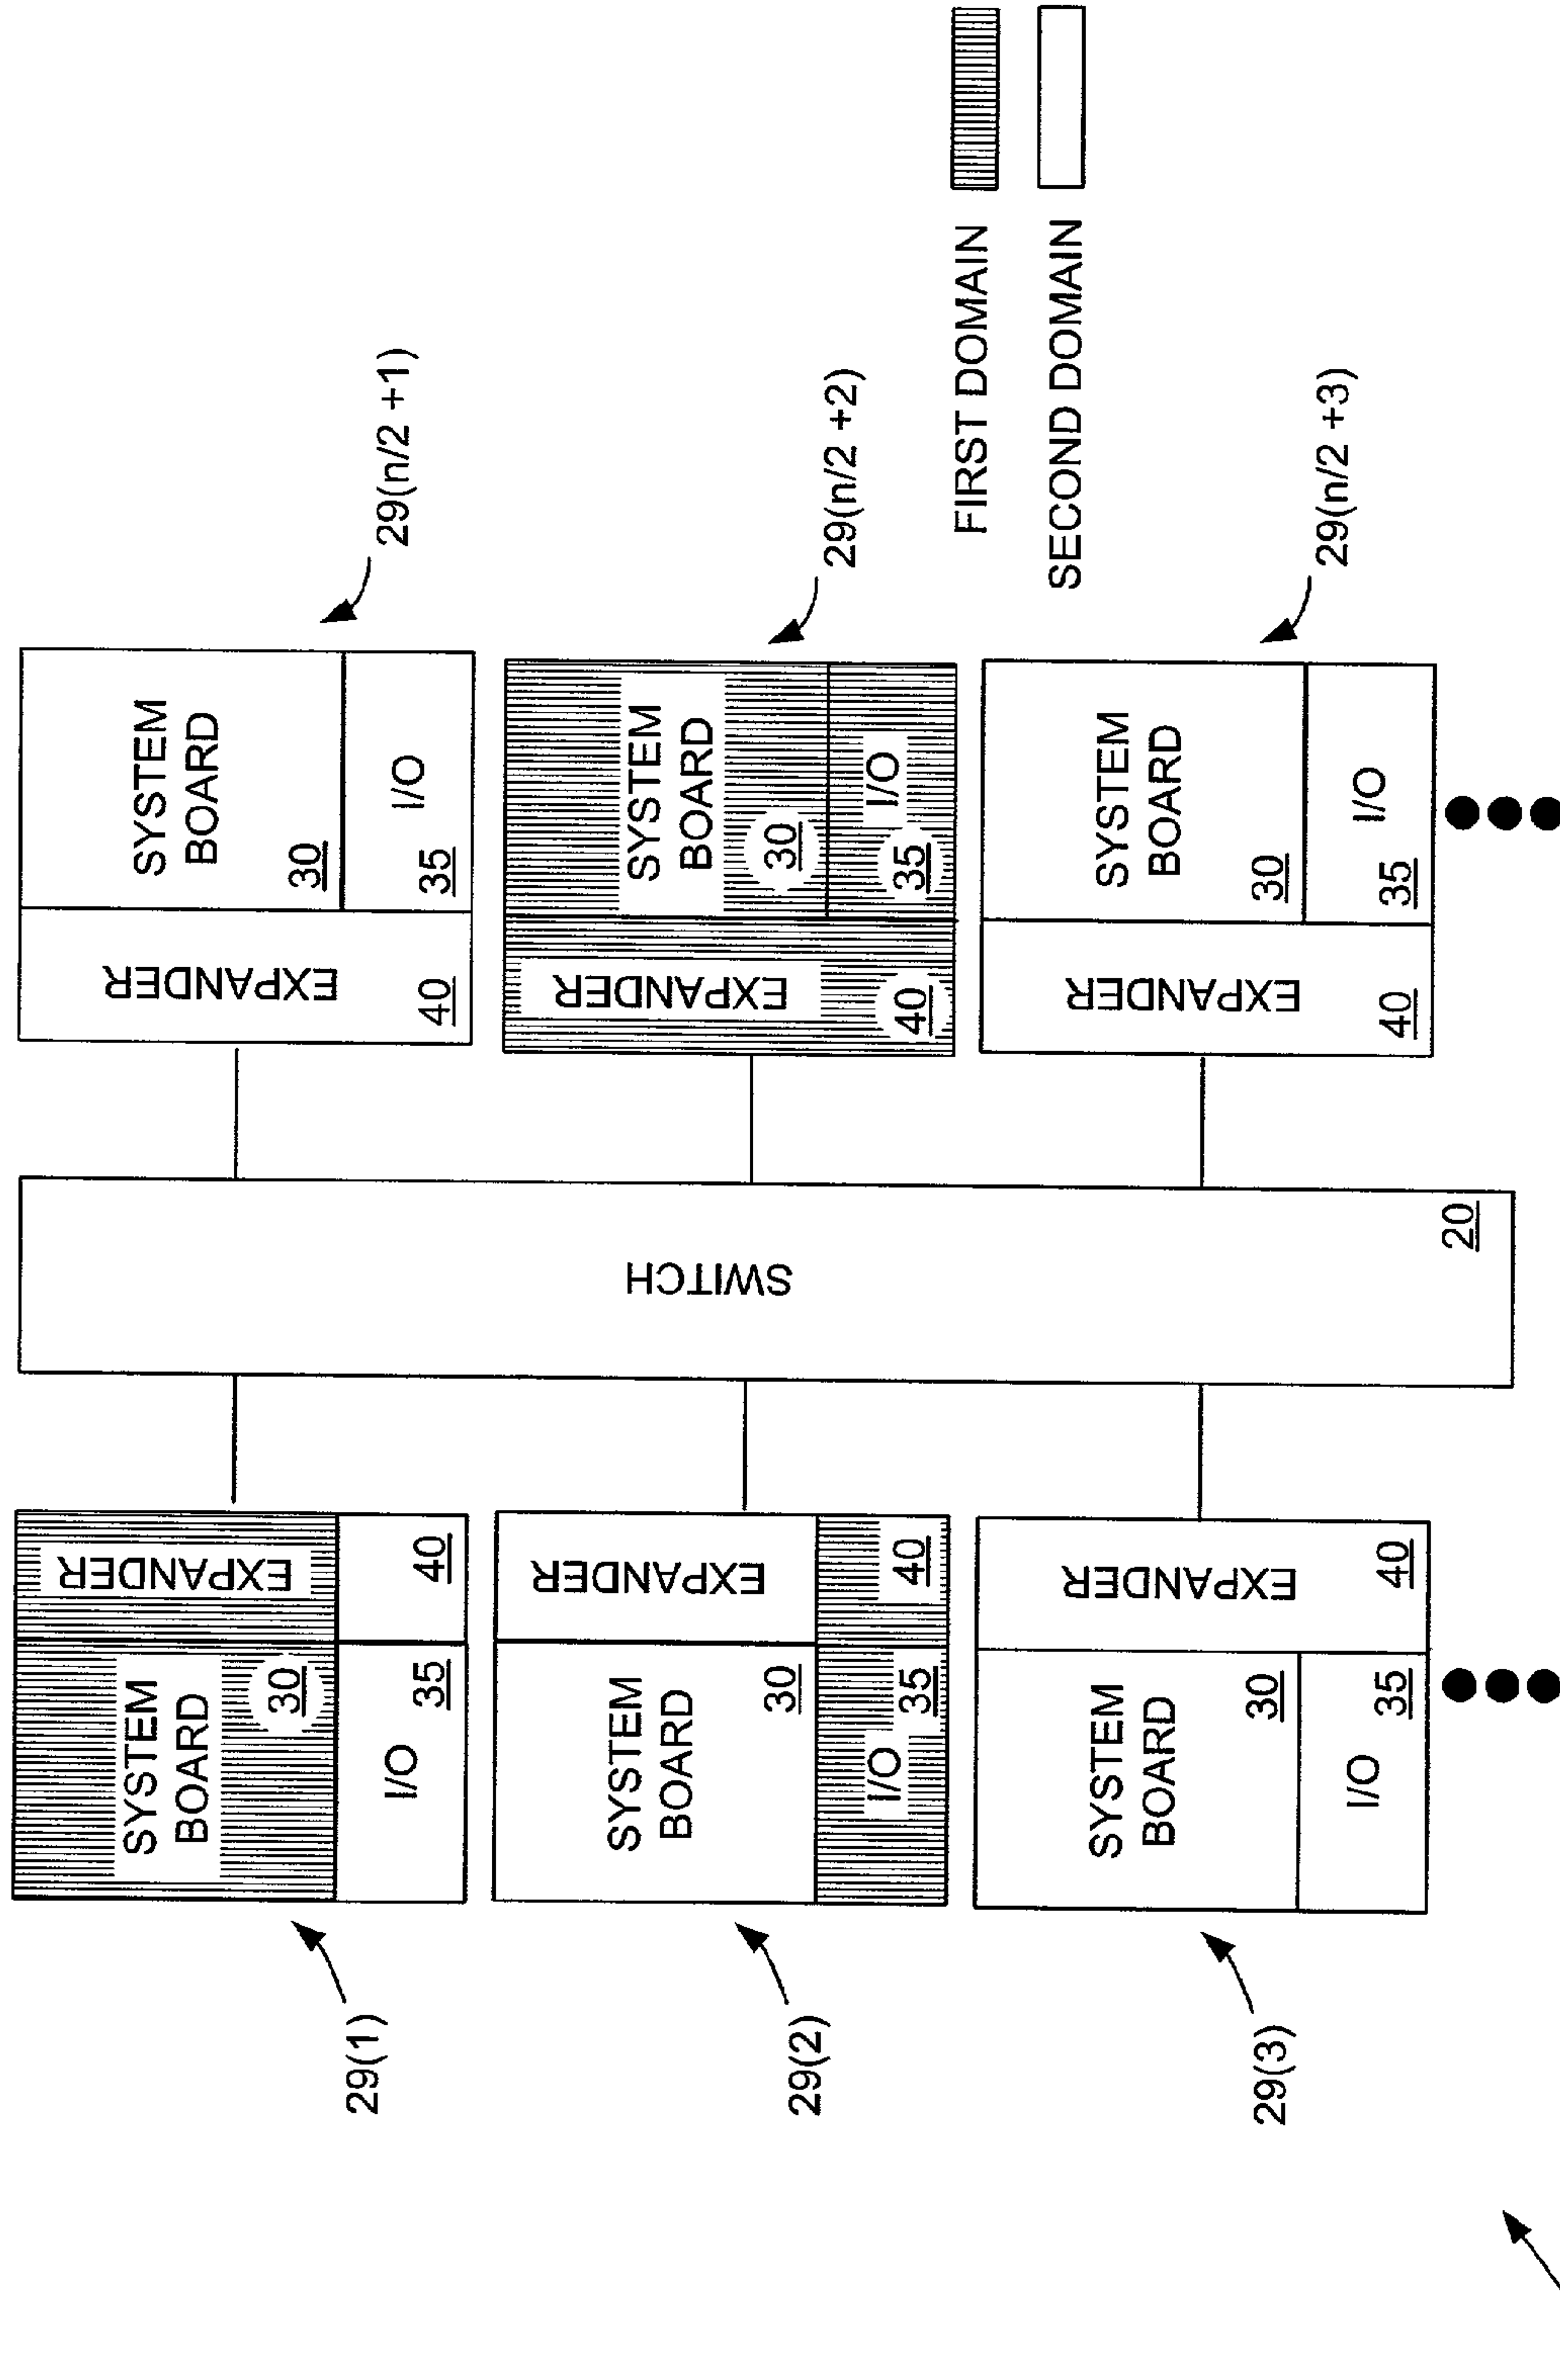 29(1)
SYSTEM
BOARD
30
I/O
35
EXPANDER
40
29(2)
SYSTEM
BOARD
30
I/O
35
EXPANDER
40
29(3)
SYSTEM
BOARD
30
I/O
35
EXPANDER
40
SWITCH
20
EXPANDER
40
SYSTEM
BOARD
30
I/O
35
29(n/2 +1)
EXPANDER
40
SYSTEM
BOARD
30
I/O
35
29(n/2 +2)
EXPANDER
40
SYSTEM
BOARD
30
I/O
35
29(n/2 +3)
FIRST DOMAIN
SECOND DOMAIN